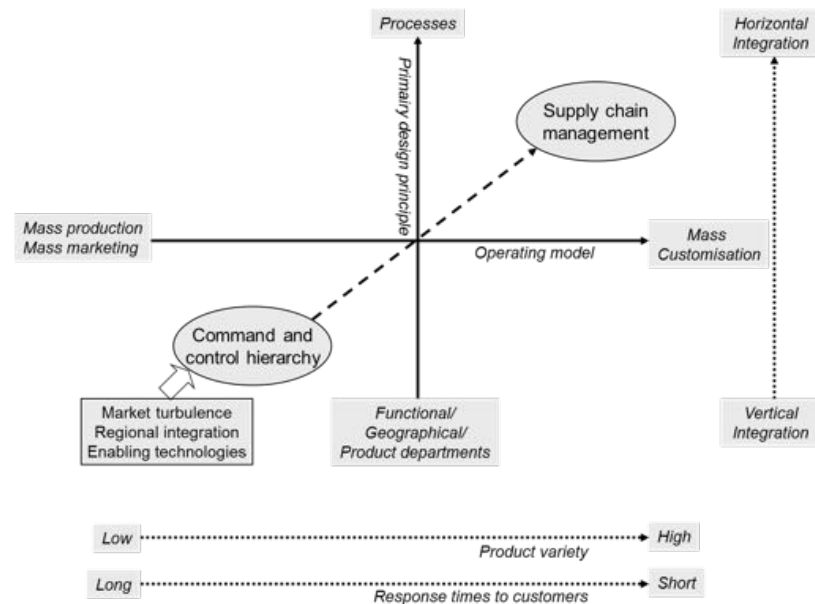 Processes
Horizontal
Integration
Primairy design principle
Supply chain
management
Mass production
Mass marketing
Operating model
Mass
Customisation
Command and
control hierarchy
Market turbulence
Regional integration
Enabling technologies
Functional/
Geographical/
Product departments
Vertical
Integration
Low
Product variety
High
Long
Response times to customers
Short